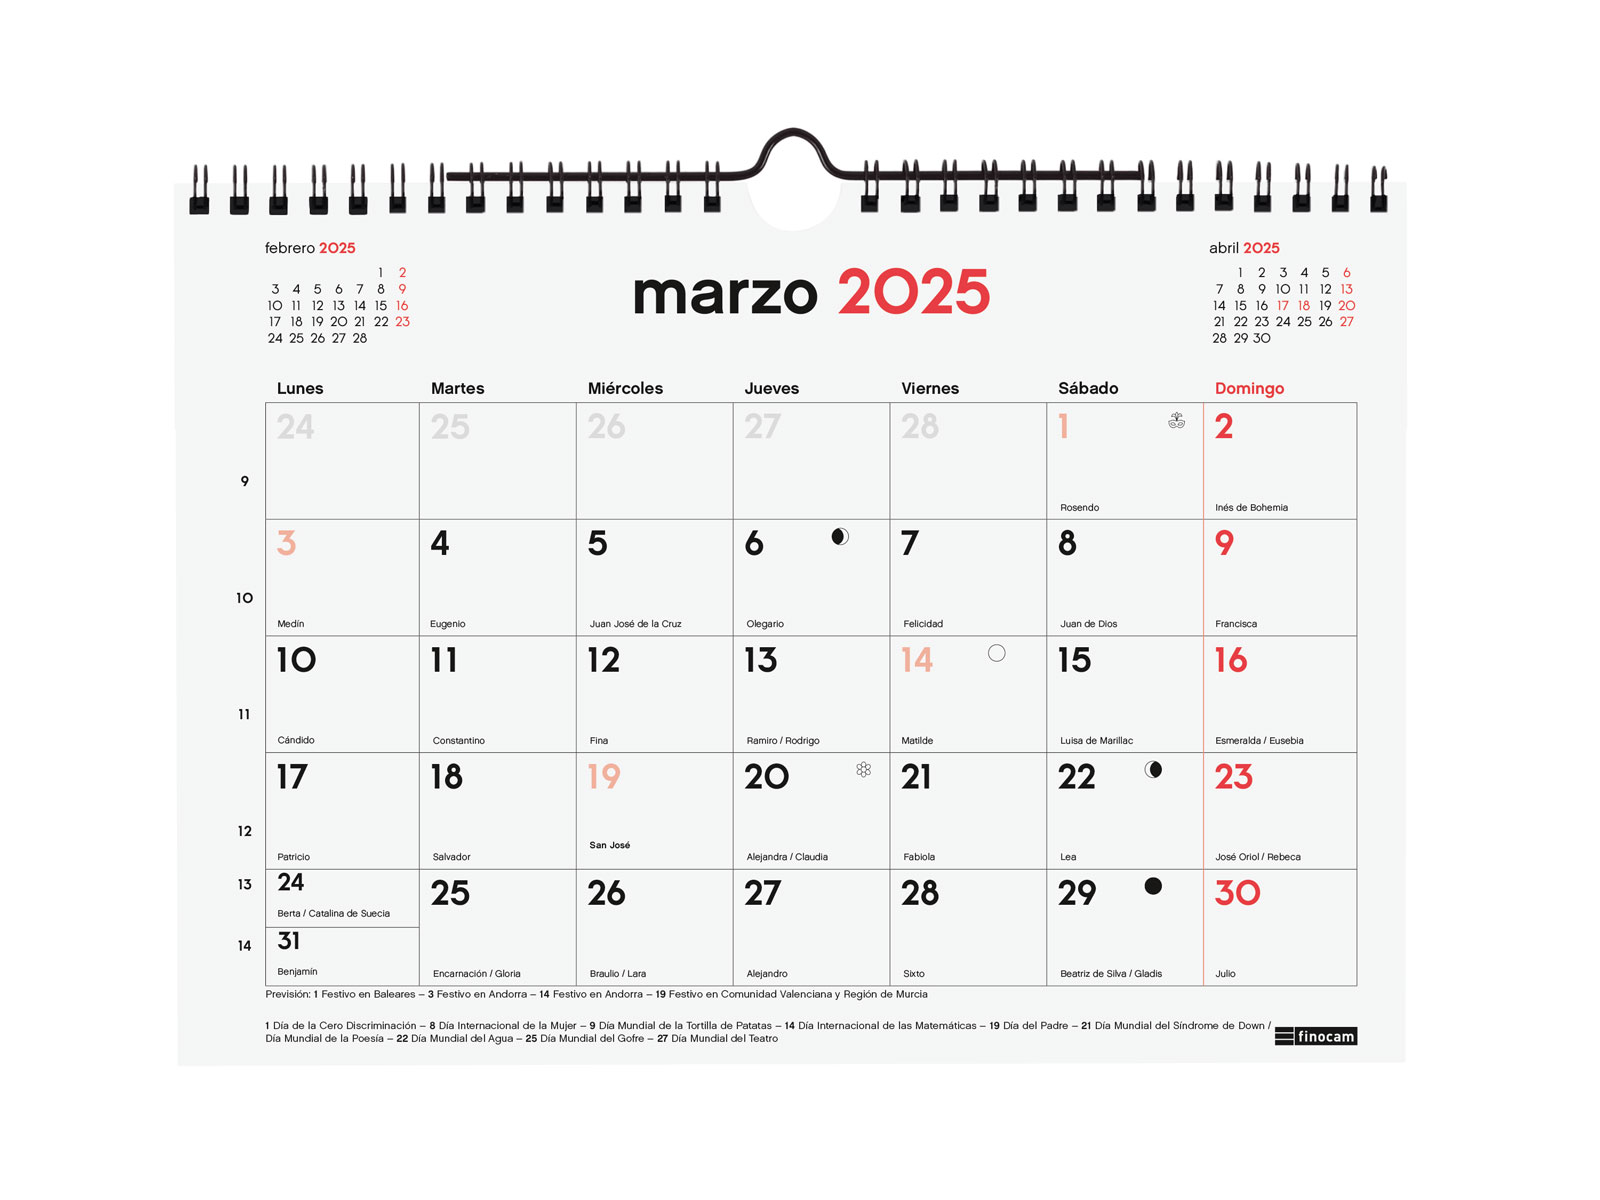 febrero 2025
1 2
3 4 5 6 7 8 9
10 11 12 13 14 15 16
17 18 19 20 21 22 23
24 25 26 27 28
marzo 2025
abril 2025
1 2 3 4 5 6
7 8 9 10 11 12 13
14 15 16 17 18 19 20
21 22 23 24 25 26 27
28 29 30
Lunes Martes Miércoles Jueves Viernes Sábado Domingo
24 25 26 27 28 1 2
9
Rosendo Inés de Bohemia
3 4 5 6 7 8 9
10
Medín Eugenio Juan José de la Cruz Olegario Felicidad Juan de Dios Francisca
10 11 12 13 14 15 16
11
Cándido Constantino Fina Ramiro / Rodrigo Matilde Luisa de Marillac Esmeralda / Eusebia
17 18 19 20 21 22 23
12
San José
Patricio Salvador Alejandra / Claudia Fabiola Lea José Oriol / Rebeca
13 24 25 26 27 28 29 30
Berta / Catalina de Suecia
14 31
Benjamín Encarnación / Gloria Braulio / Lara Alejandro Sixto Beatriz de Silva / Gladis Julio
Previsión: 1 Festivo en Baleares – 3 Festivo en Andorra – 14 Festivo en Andorra – 19 Festivo en Comunidad Valenciana y Región de Murcia
1 Día de la Cero Discriminación – 8 Día Internacional de la Mujer – 9 Día Mundial de la Tortilla de Patatas – 14 Día Internacional de las Matemáticas – 19 Día del Padre – 21 Día Mundial del Síndrome de Down /
Día Mundial de la Poesía – 22 Día Mundial del Agua – 25 Día Mundial del Gofre – 27 Día Mundial del Teatro
finocam